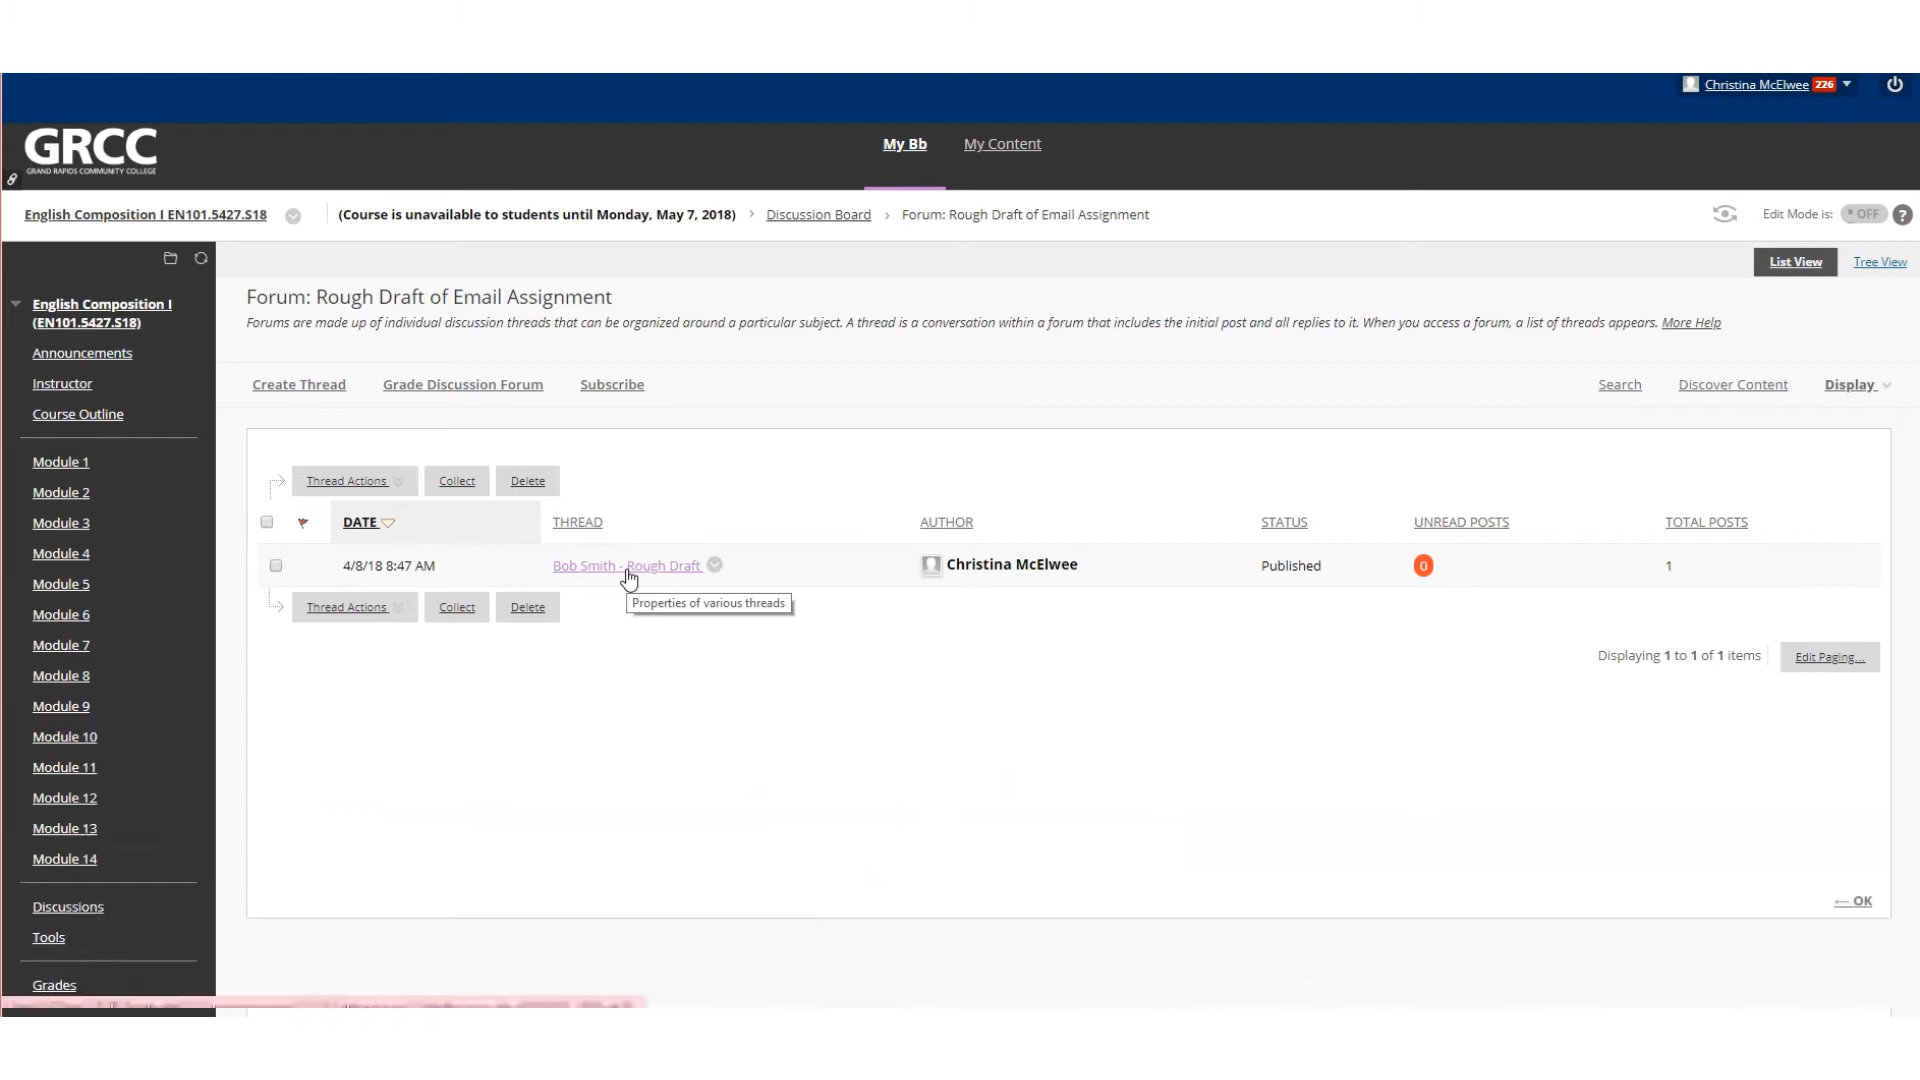 Christina McElwee 226
GRCC
GRAND RAPIDS COMMUNITY COLLEGE
My Bb My Content
English Composition I EN101.5427.S18 (Course is unavailable to students until Monday, May 7, 2018) > Discussion Board > Forum: Rough Draft of Email Assignment Edit Mode is: OFF ?
List View Tree View
English Composition I
(EN101.5427.S18)
Announcements
Instructor
Course Outline
Module 1
Module 2
Module 3
Module 4
Module 5
Module 6
Module 7
Module 8
Module 9
Module 10
Module 11
Module 12
Module 13
Module 14
Discussions
Tools
Grades
Forum: Rough Draft of Email Assignment
Forums are made up of individual discussion threads that can be organized around a particular subject. A thread is a conversation within a forum that includes the initial post and all replies to it. When you access a forum, a list of threads appears. More Help
Create Thread Grade Discussion Forum Subscribe Search Discover Content Display
Thread Actions Collect Delete
DATE THREAD AUTHOR STATUS UNREAD POSTS TOTAL POSTS
4/8/18 8:47 AM Bob Smith - Rough Draft Christina McElwee Published 0 1
Properties of various threads
Thread Actions Collect Delete
Displaying 1 to 1 of 1 items Edit Paging...
← OK